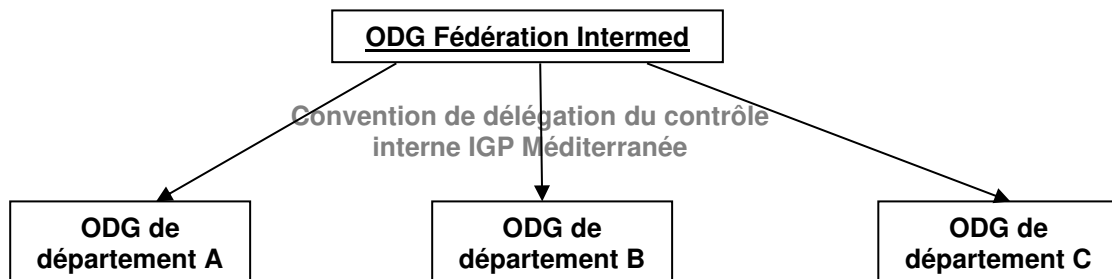 ODG Fédération Intermed
Convention de délégation du contrôle
interne IGP Méditerranée
ODG de
département A
ODG de
département B
ODG de
département C